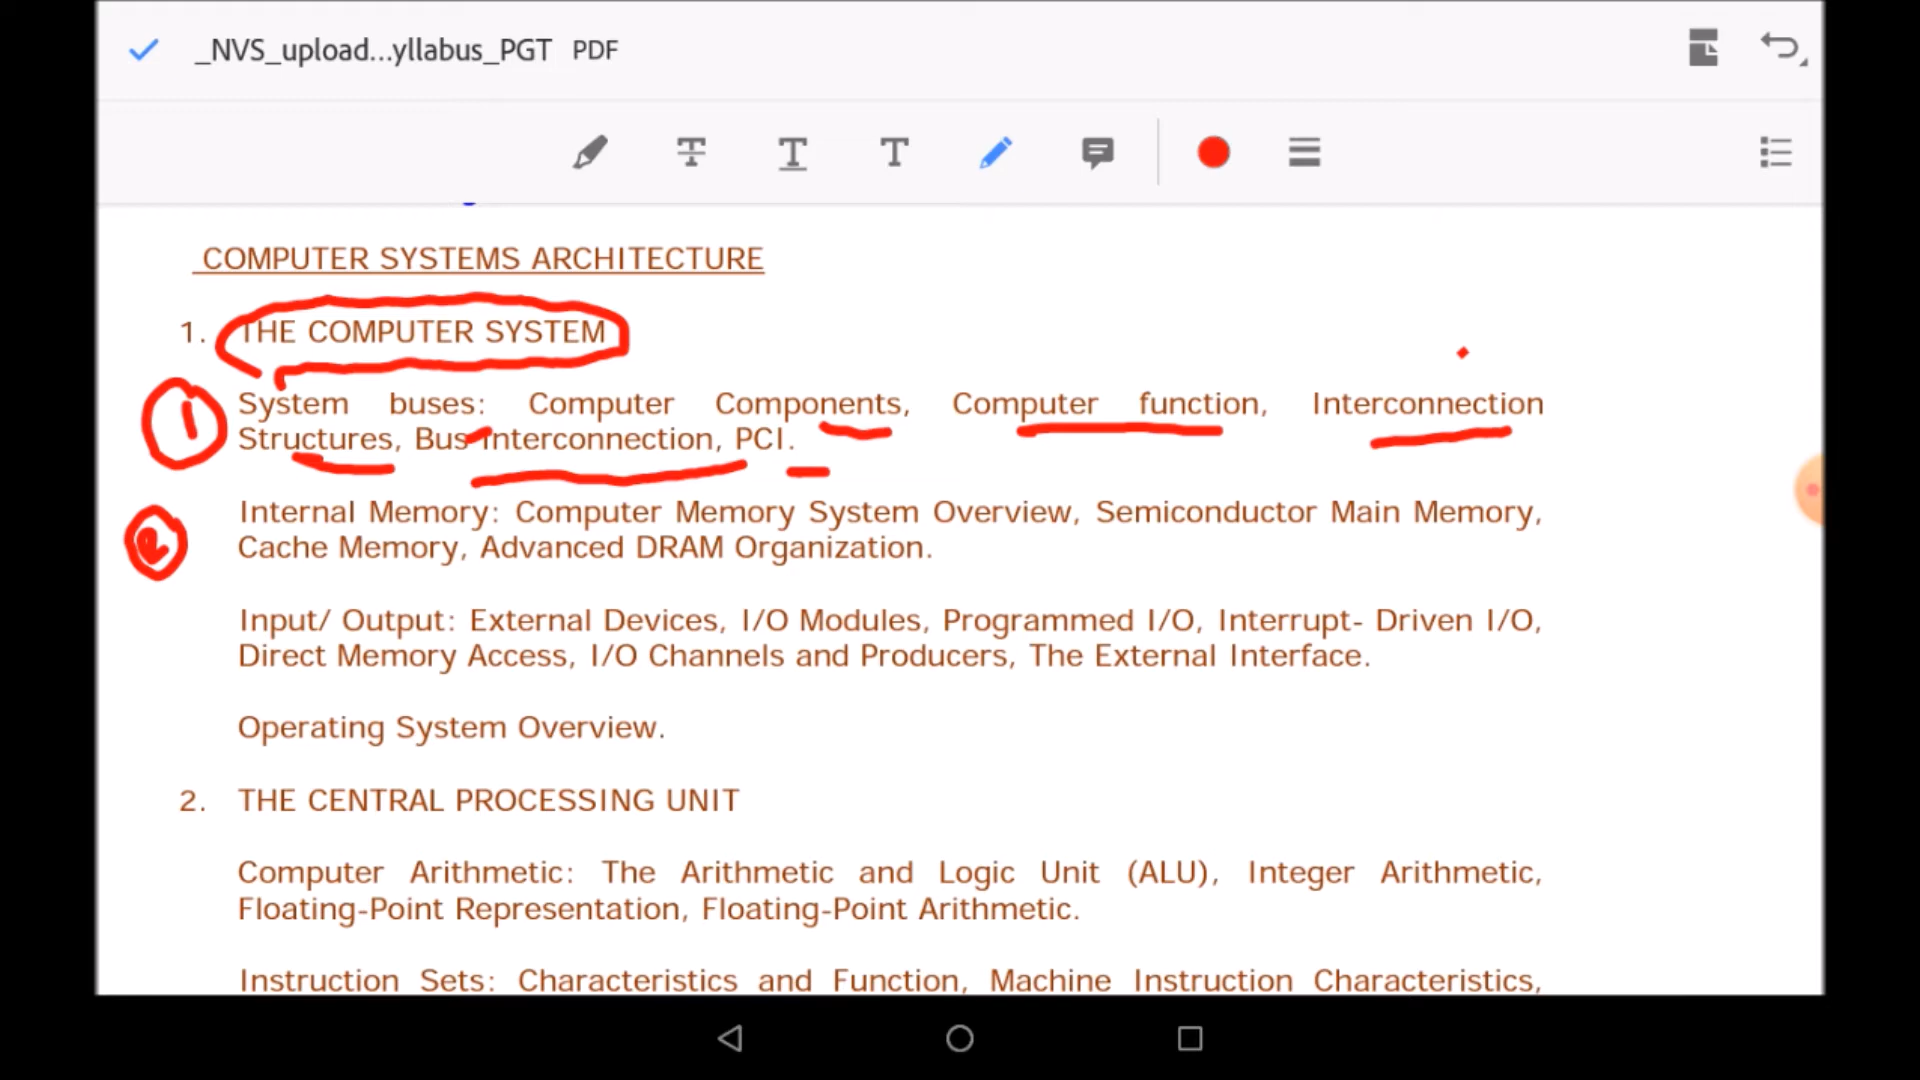 _NVS_upload...yllabus_PGT PDF
COMPUTER SYSTEMS ARCHITECTURE
1. THE COMPUTER SYSTEM
1 System buses: Computer Components, Computer function, Interconnection
Structures, Bus Interconnection, PCI.
2 Internal Memory: Computer Memory System Overview, Semiconductor Main Memory,
Cache Memory, Advanced DRAM Organization.
Input/ Output: External Devices, I/O Modules, Programmed I/O, Interrupt- Driven I/O,
Direct Memory Access, I/O Channels and Producers, The External Interface.
Operating System Overview.
2. THE CENTRAL PROCESSING UNIT
Computer Arithmetic: The Arithmetic and Logic Unit (ALU), Integer Arithmetic,
Floating-Point Representation, Floating-Point Arithmetic.
Instruction Sets: Characteristics and Function, Machine Instruction Characteristics,